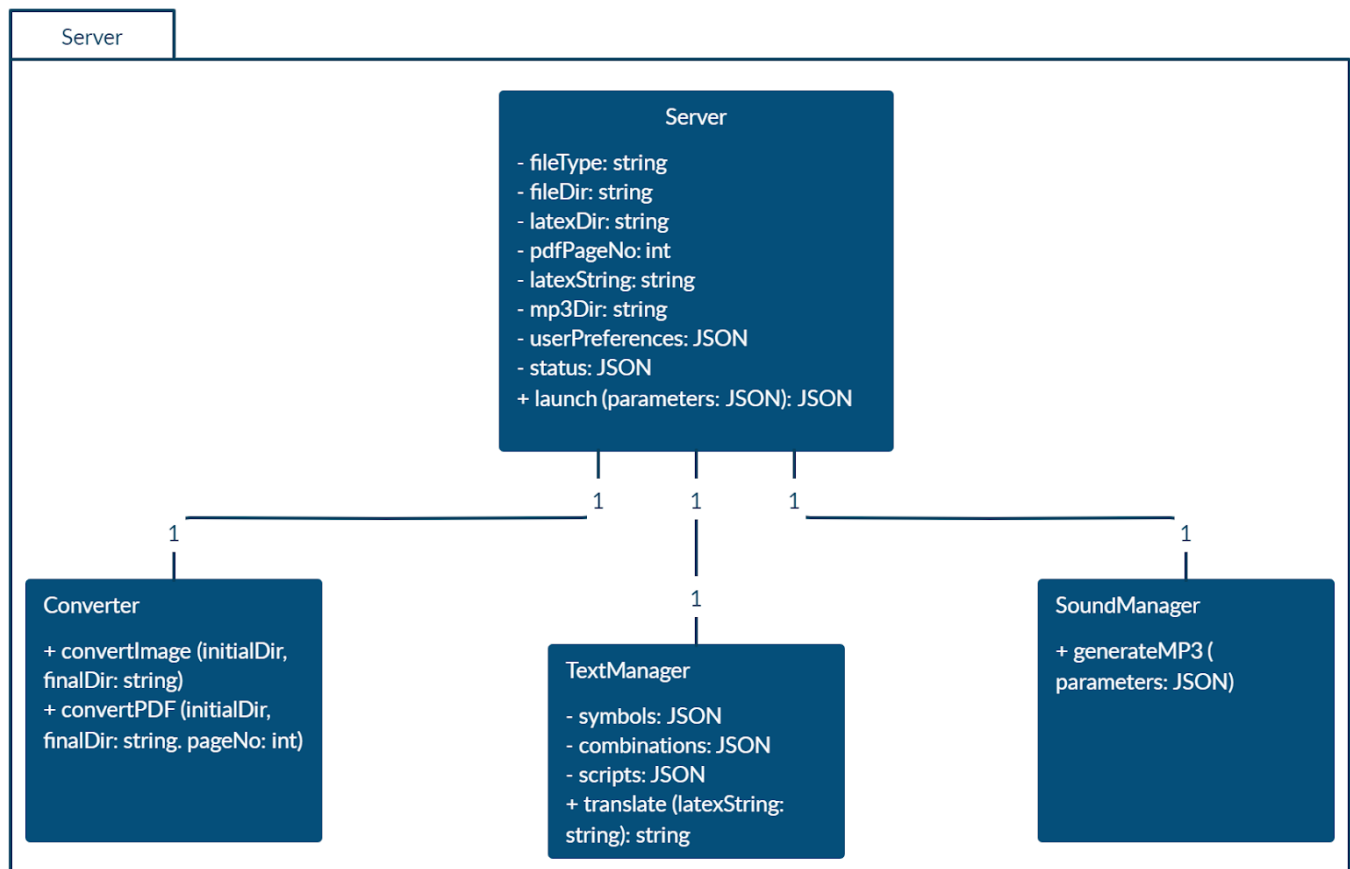 Server
Server
- fileType: string
- fileDir: string
- latexDir: string
- pdfPageNo: int
- latexString: string
- mp3Dir: string
- userPreferences: JSON
- status: JSON
+ launch (parameters: JSON): JSON
1
1
1
1
1
1
Converter
+ convertImage (initialDir,
finalDir: string)
+ convertPDF (initialDir,
finalDir: string. pageNo: int)
TextManager
- symbols: JSON
- combinations: JSON
- scripts: JSON
+ translate (latexString:
string): string
SoundManager
+ generateMP3 (
parameters: JSON)